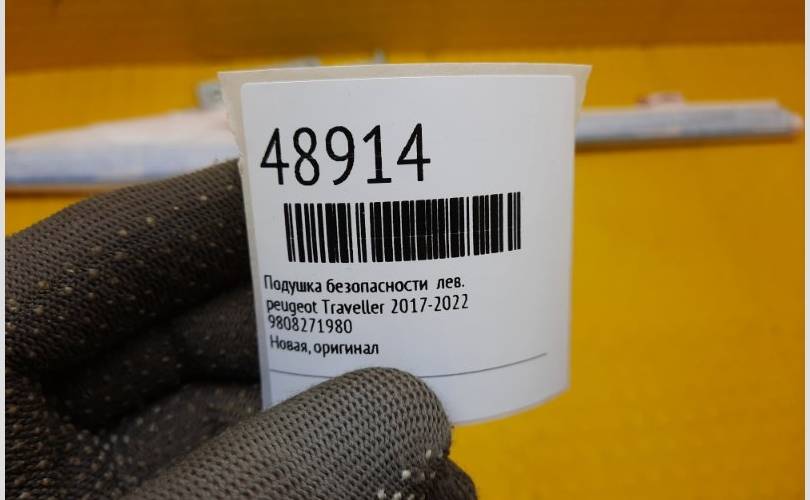 48914
Подушка безопасности лев.
peugeot Traveller 2017-2022
9808271980
Новая, оригинал